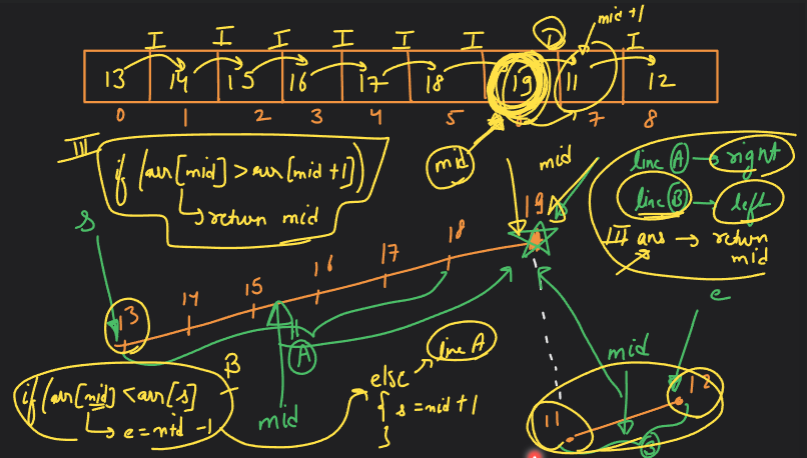 mid+1
I I I I I I D I
13 14 15 16 17 18 19 11 12
0 1 2 3 4 5 7 8
III
if (arr[mid] > arr[mid+1])
return mid
mid
mid
line A → right
line B → left
III ans → return
mid
S
19
13 14 15 16 17 18
A
mid
B
if (arr[mid] < arr[s]
e = mid - 1
else
line A
{ s = mid + 1
}
e
mid
11 12
B